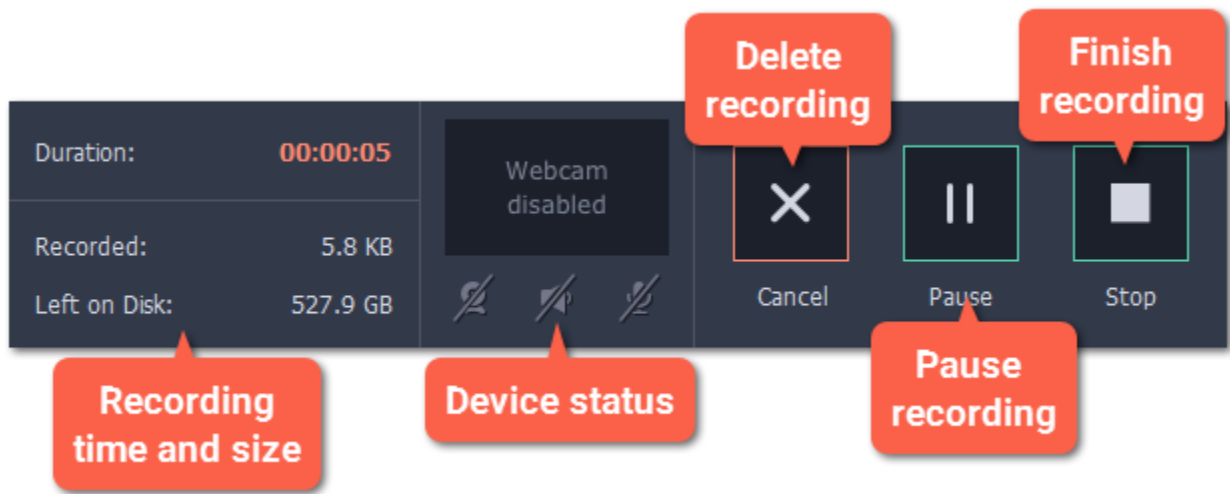 Delete
recording
Finish
recording
Duration: 00:00:05
Webcam
disabled
Recorded: 5.8 KB
Left on Disk: 527.9 GB
Cancel
Pause
Stop
Recording
time and size
Device status
Pause
recording